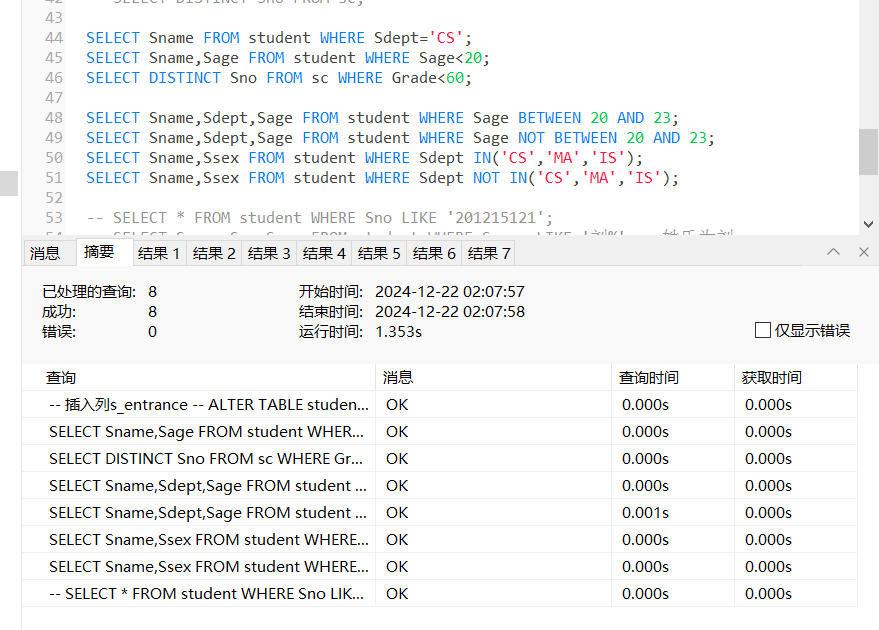 42 SELECT DISTINCT Sno FROM sc;
43
44 SELECT Sname FROM student WHERE Sdept='CS';
45 SELECT Sname,Sage FROM student WHERE Sage<20;
46 SELECT DISTINCT Sno FROM sc WHERE Grade<60;
47
48 SELECT Sname,Sdept,Sage FROM student WHERE Sage BETWEEN 20 AND 23;
49 SELECT Sname,Sdept,Sage FROM student WHERE Sage NOT BETWEEN 20 AND 23;
50 SELECT Sname,Ssex FROM student WHERE Sdept IN('CS','MA','IS');
51 SELECT Sname,Ssex FROM student WHERE Sdept NOT IN('CS','MA','IS');
52
53 -- SELECT * FROM student WHERE Sno LIKE '201215121';
消息 摘要 结果 1 结果 2 结果 3 结果 4 结果 5 结果 6 结果 7
已处理的查询: 8 开始时间: 2024-12-22 02:07:57
成功: 8 结束时间: 2024-12-22 02:07:58
错误: 0 运行时间: 1.353s 仅显示错误
查询 消息 查询时间 获取时间
-- 插入列s_entrance -- ALTER TABLE studen... OK 0.000s 0.000s
SELECT Sname,Sage FROM student WHER... OK 0.000s 0.000s
SELECT DISTINCT Sno FROM sc WHERE Gr... OK 0.000s 0.000s
SELECT Sname,Sdept,Sage FROM student ... OK 0.000s 0.000s
SELECT Sname,Sdept,Sage FROM student ... OK 0.001s 0.000s
SELECT Sname,Ssex FROM student WHERE... OK 0.000s 0.000s
SELECT Sname,Ssex FROM student WHERE... OK 0.000s 0.000s
-- SELECT * FROM student WHERE Sno LIK... OK 0.000s 0.000s